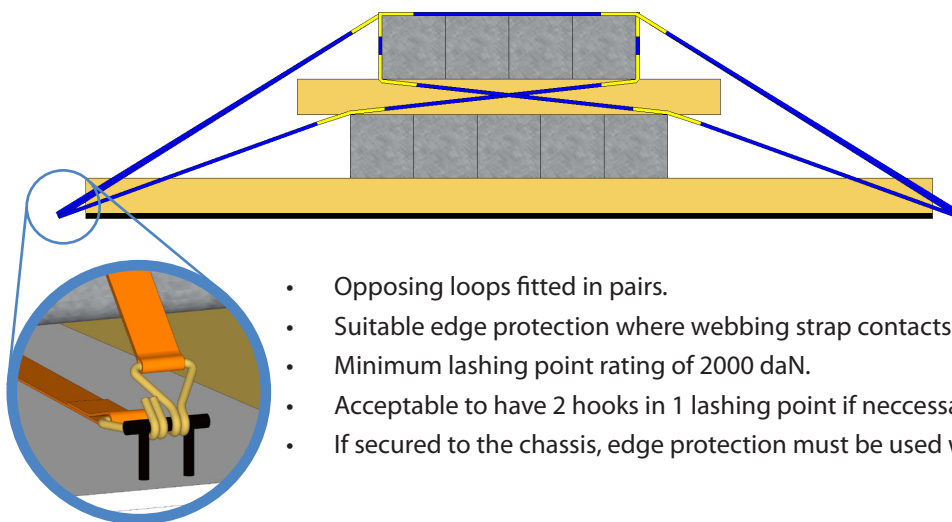 • Opposing loops fitted in pairs.
• Suitable edge protection where webbing strap contacts
• Minimum lashing point rating of 2000 daN.
• Acceptable to have 2 hooks in 1 lashing point if
• If secured to the chassis, edge protection must be used